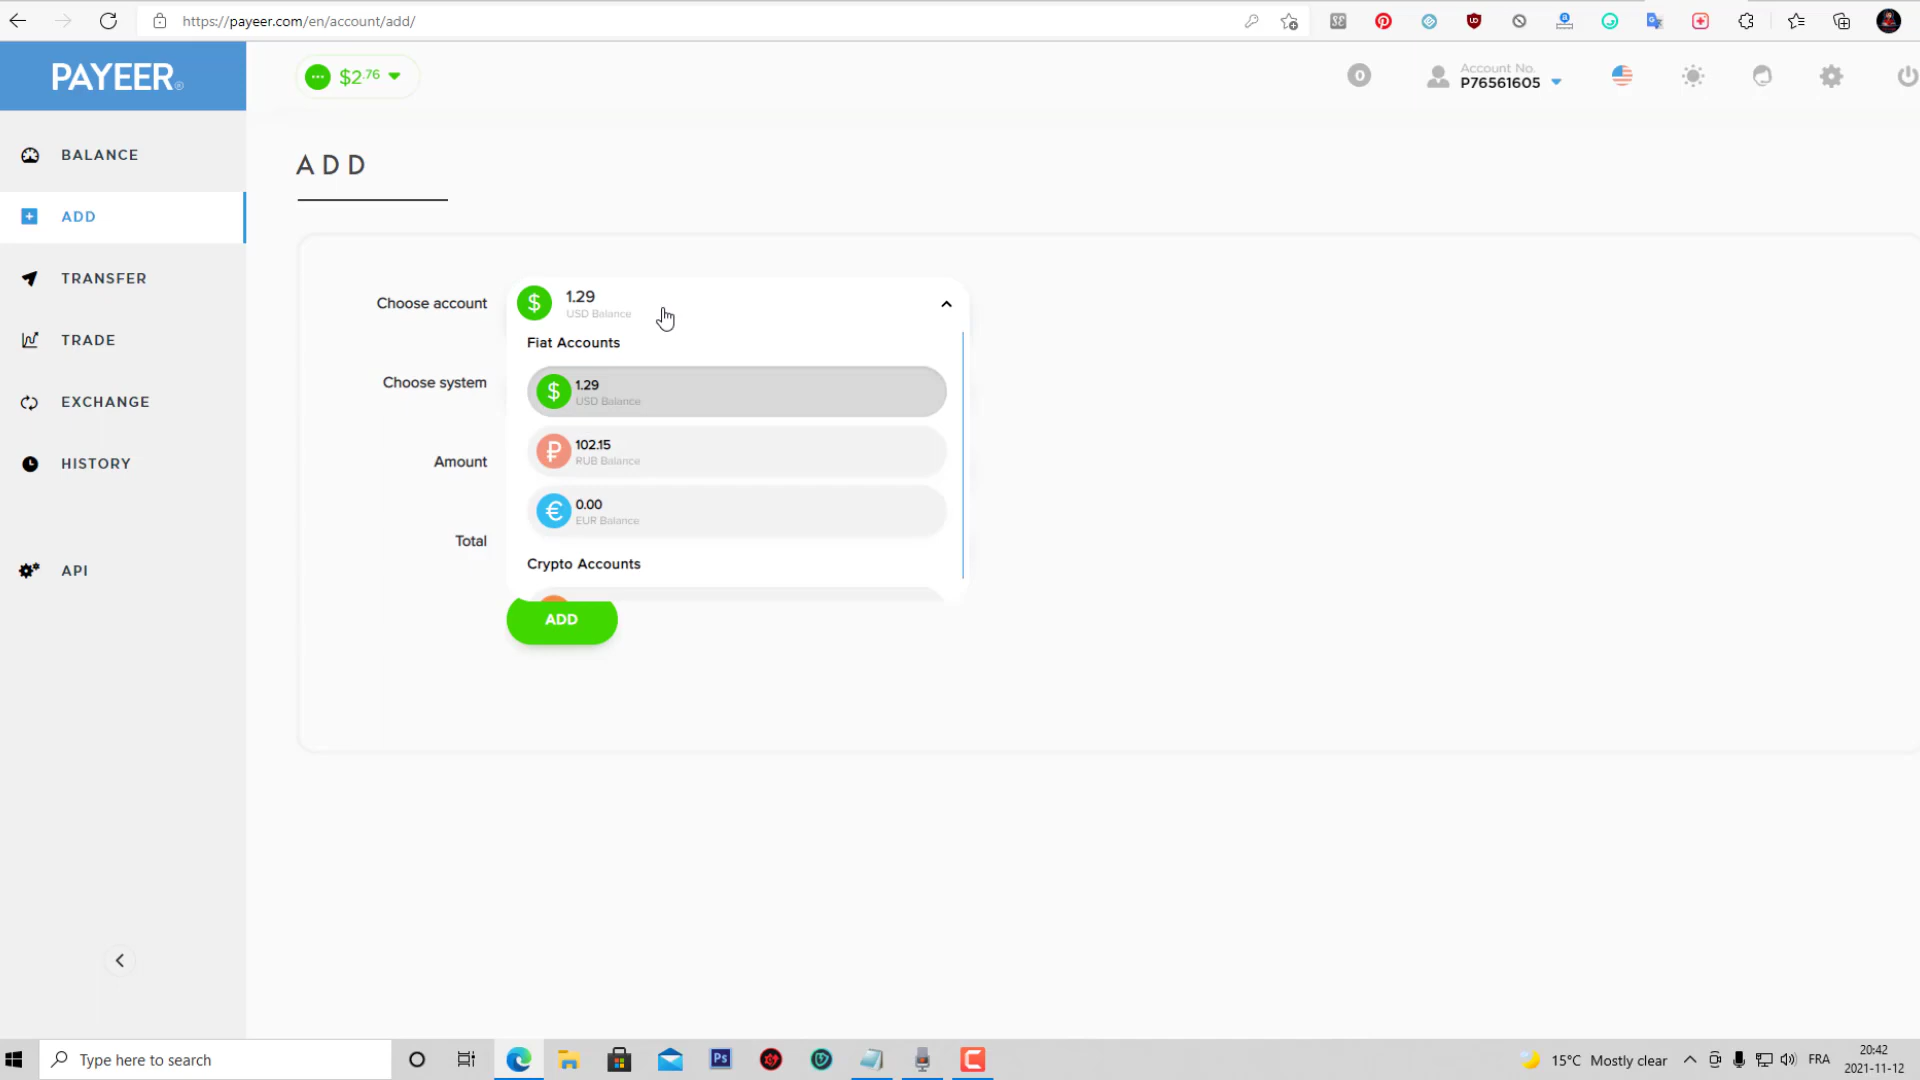 https://payeer.com/en/account/add/
PAYEER®
$2.76
0
Account No.
P76561605
BALANCE
ADD
TRANSFER
TRADE
EXCHANGE
HISTORY
API
ADD
Choose account
$ 1.29
USD Balance
Fiat Accounts
$ 1.29
USD Balance
₽ 102.15
RUB Balance
€ 0.00
EUR Balance
Crypto Accounts
Choose system
Amount
Total
ADD
Type here to search
Ps
15°C Mostly clear
FRA
20:42
2021-11-12